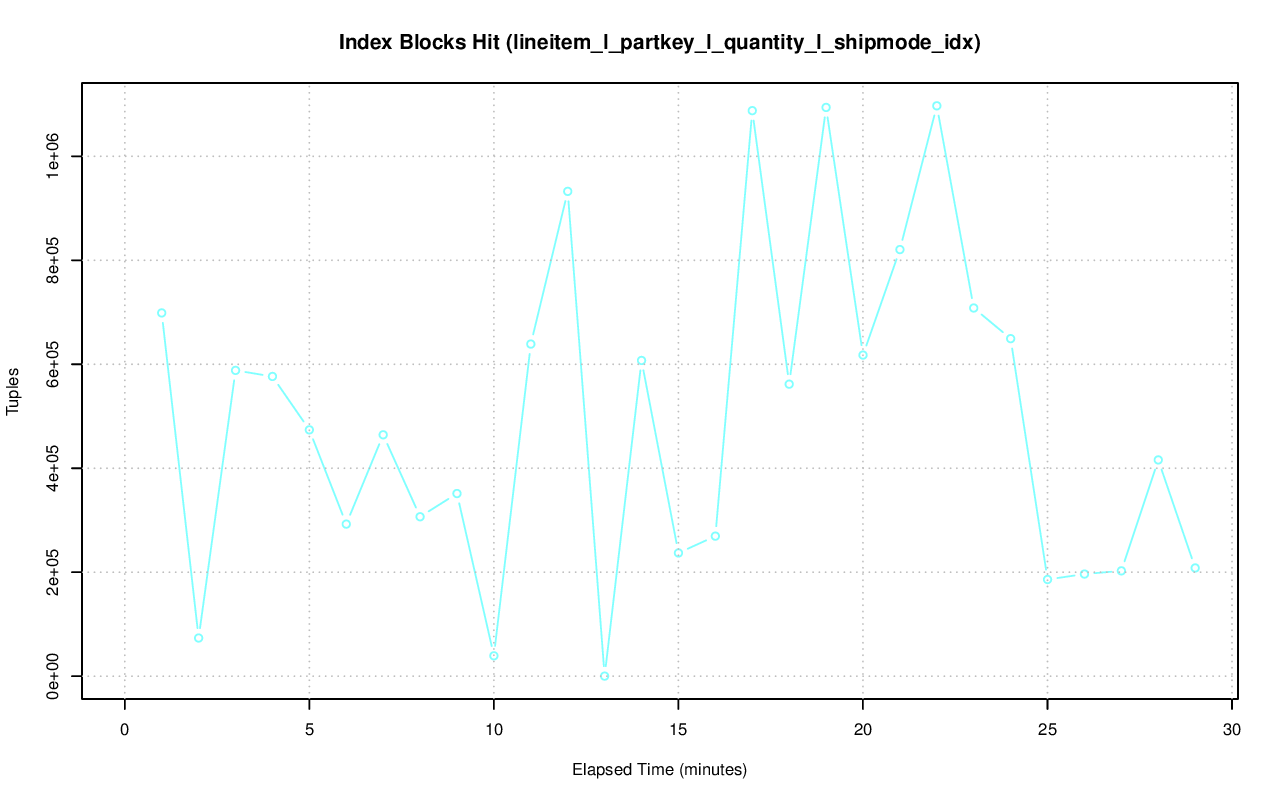 Index Blocks Hit (lineitem_l_partkey_l_quantity_l_shipmode_idx)
1e+06
8e+05
6e+05
4e+05
2e+05
0e+00
Tuples
0 5 10 15 20 25 30
Elapsed Time (minutes)